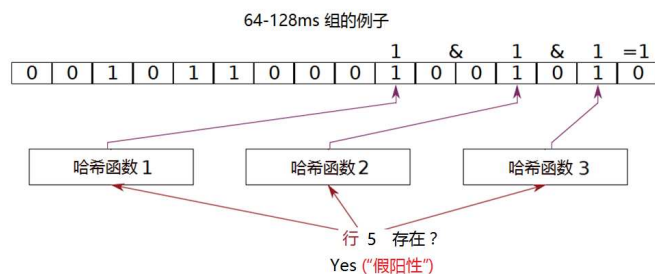 64-128ms 组的例子
1 & 1 & 1 =1
0 0 1 0 1 1 0 0 0 1 0 0 1 0 1 0
哈希函数1 哈希函数2 哈希函数3
行 5 存在？
Yes (“假阳性”)